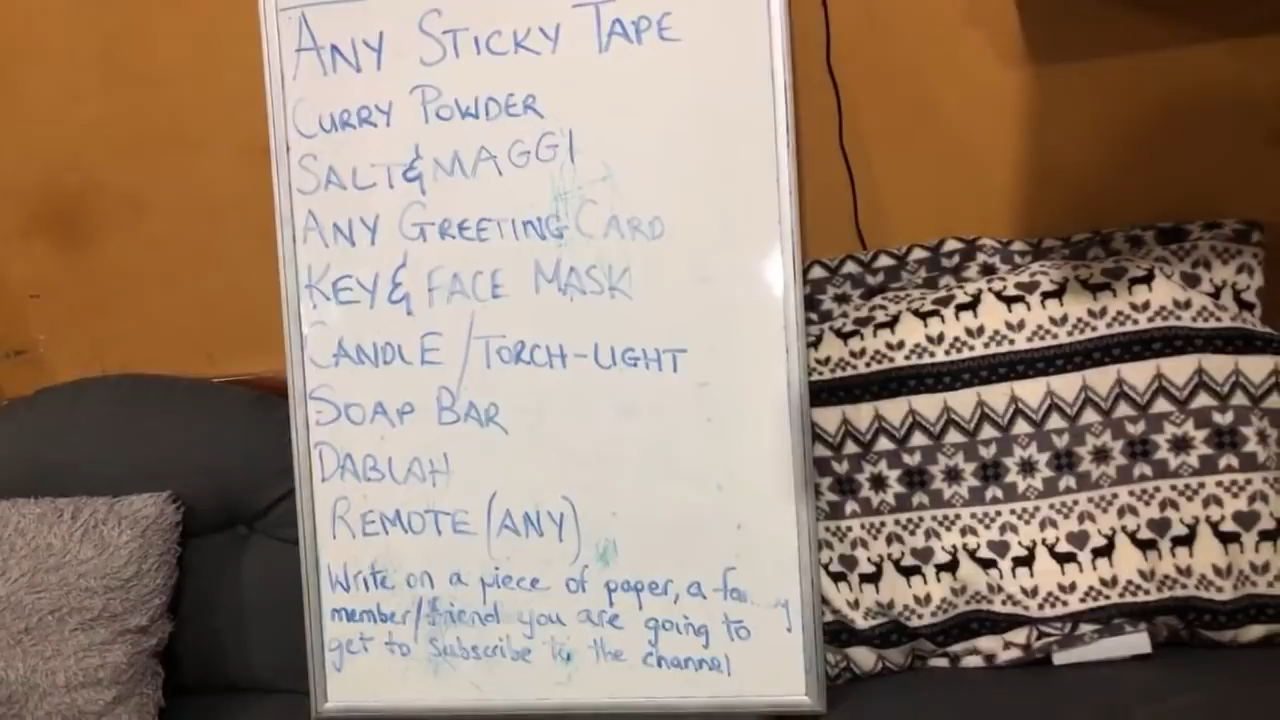 ANY STICKY TAPE
CURRY POWDER
SALT & MAGGI
ANY GREETING CARD
KEY & FACE MASK
CANDLE / TORCH-LIGHT
SOAP BAR
DABLAH
REMOTE (ANY)
Write on a piece of paper, a
member/friend you are going to
get to subscribe to the channel